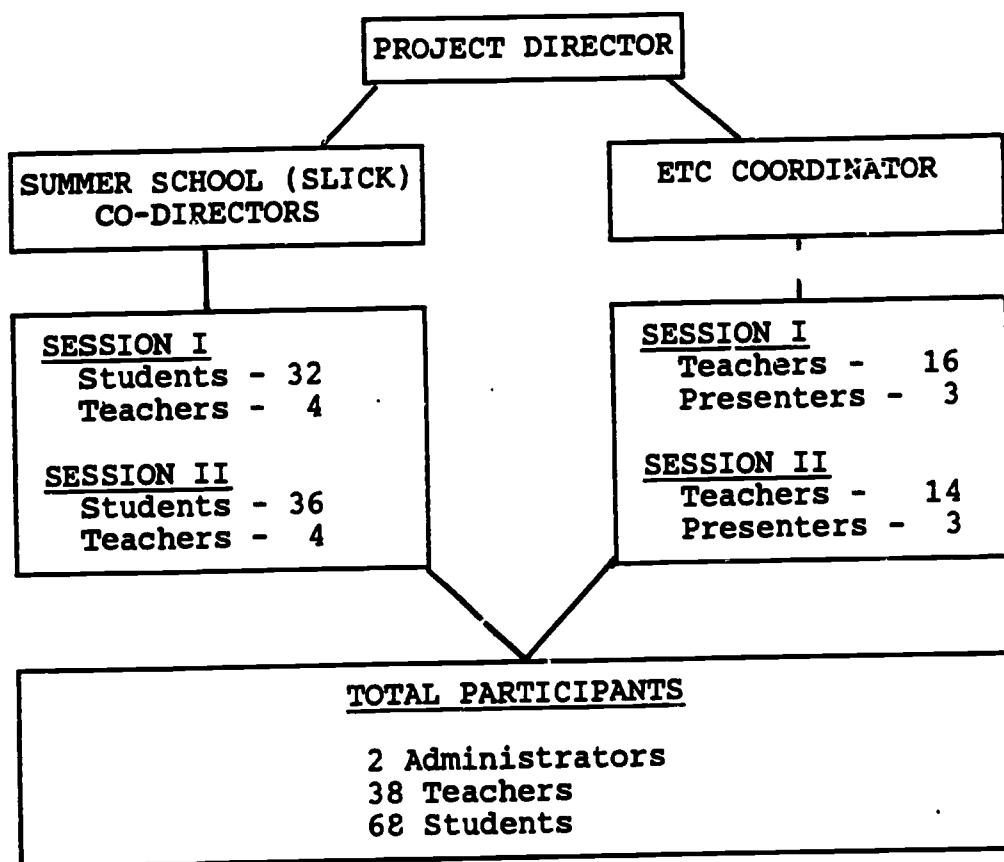 PROJECT DIRECTOR
SUMMER SCHOOL (SLICK)
CO-DIRECTORS
ETC COORDINATOR
SESSION I
Students - 32
Teachers - 4
SESSION II
Students - 36
Teachers - 4
SESSION I
Teachers - 16
Presenters - 3
SESSION II
Teachers - 14
Presenters - 3
TOTAL PARTICIPANTS
2 Administrators
38 Teachers
68 Students